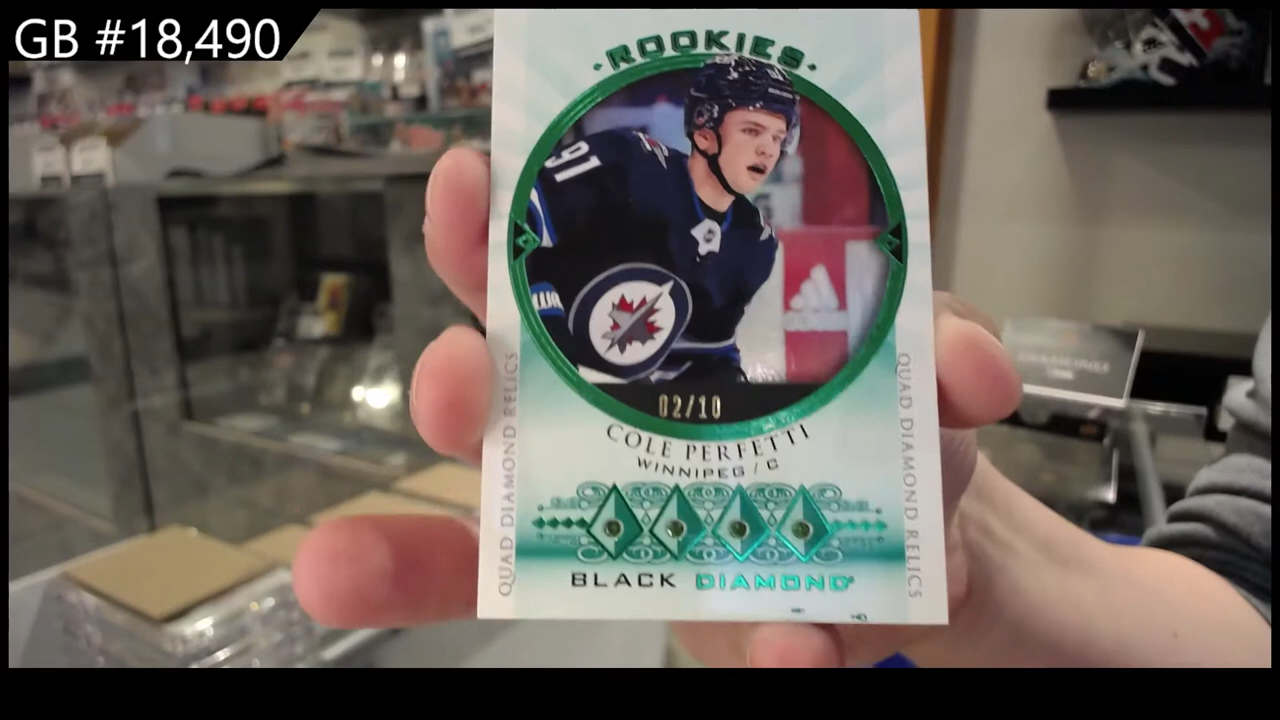 GB #18,490
ROOKIES
91
02/10
COLE PERFETTI
WINNIPEG / C
QUAD DIAMOND RELICS
QUAD DIAMOND RELICS
BLACK DIAMOND